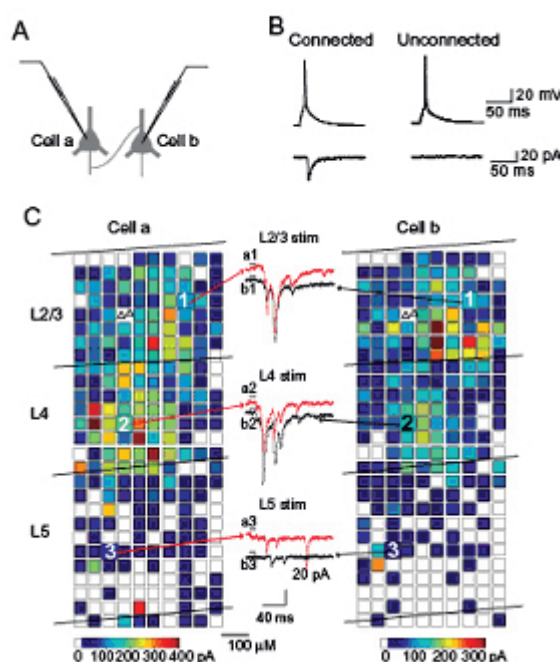 A
Cell a
Cell b
B
Connected
Unconnected
20 mV
50 ms
20 pA
50 ms
C
Cell a
Cell b
L2/3 stim
a1
b1
1
1
L2/3
L4 stim
a2
b2
2
2
L4
L5 stim
a3
b3
3
3
L5
20 pA
40 ms
0 100 200 300 400 pA
100 μM
0 100 200 300 pA